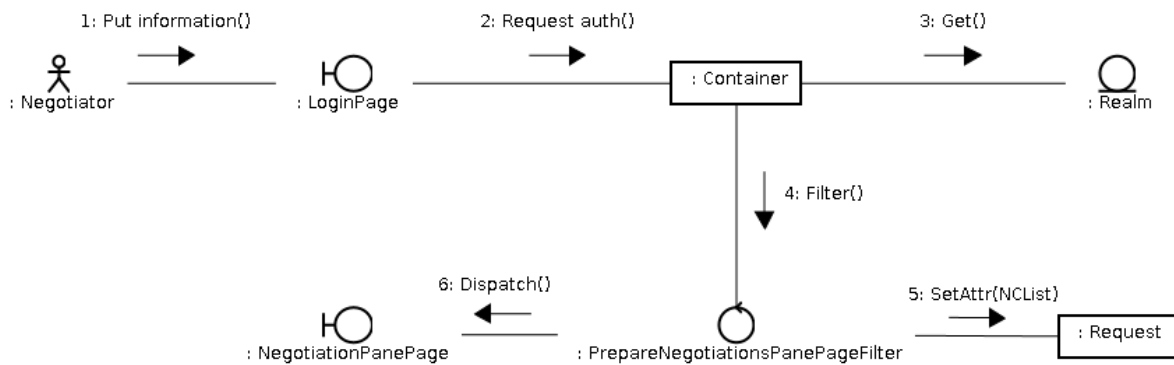 1: Put information()
2: Request auth()
3: Get()
: Negotiator
: LoginPage
: Container
: Realm
4: Filter()
6: Dispatch()
5: SetAttr(NCList)
: NegotiationPanePage
: PrepareNegotiationsPanePageFilter
: Request